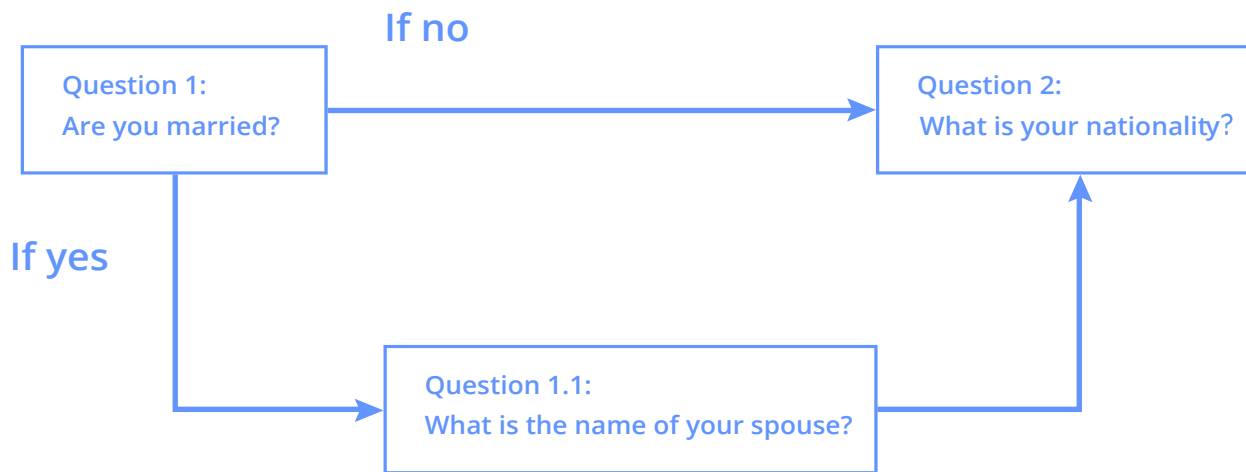 If no
Question 1:
Are you married?
Question 2:
What is your nationality?
If yes
Question 1.1:
What is the name of your spouse?